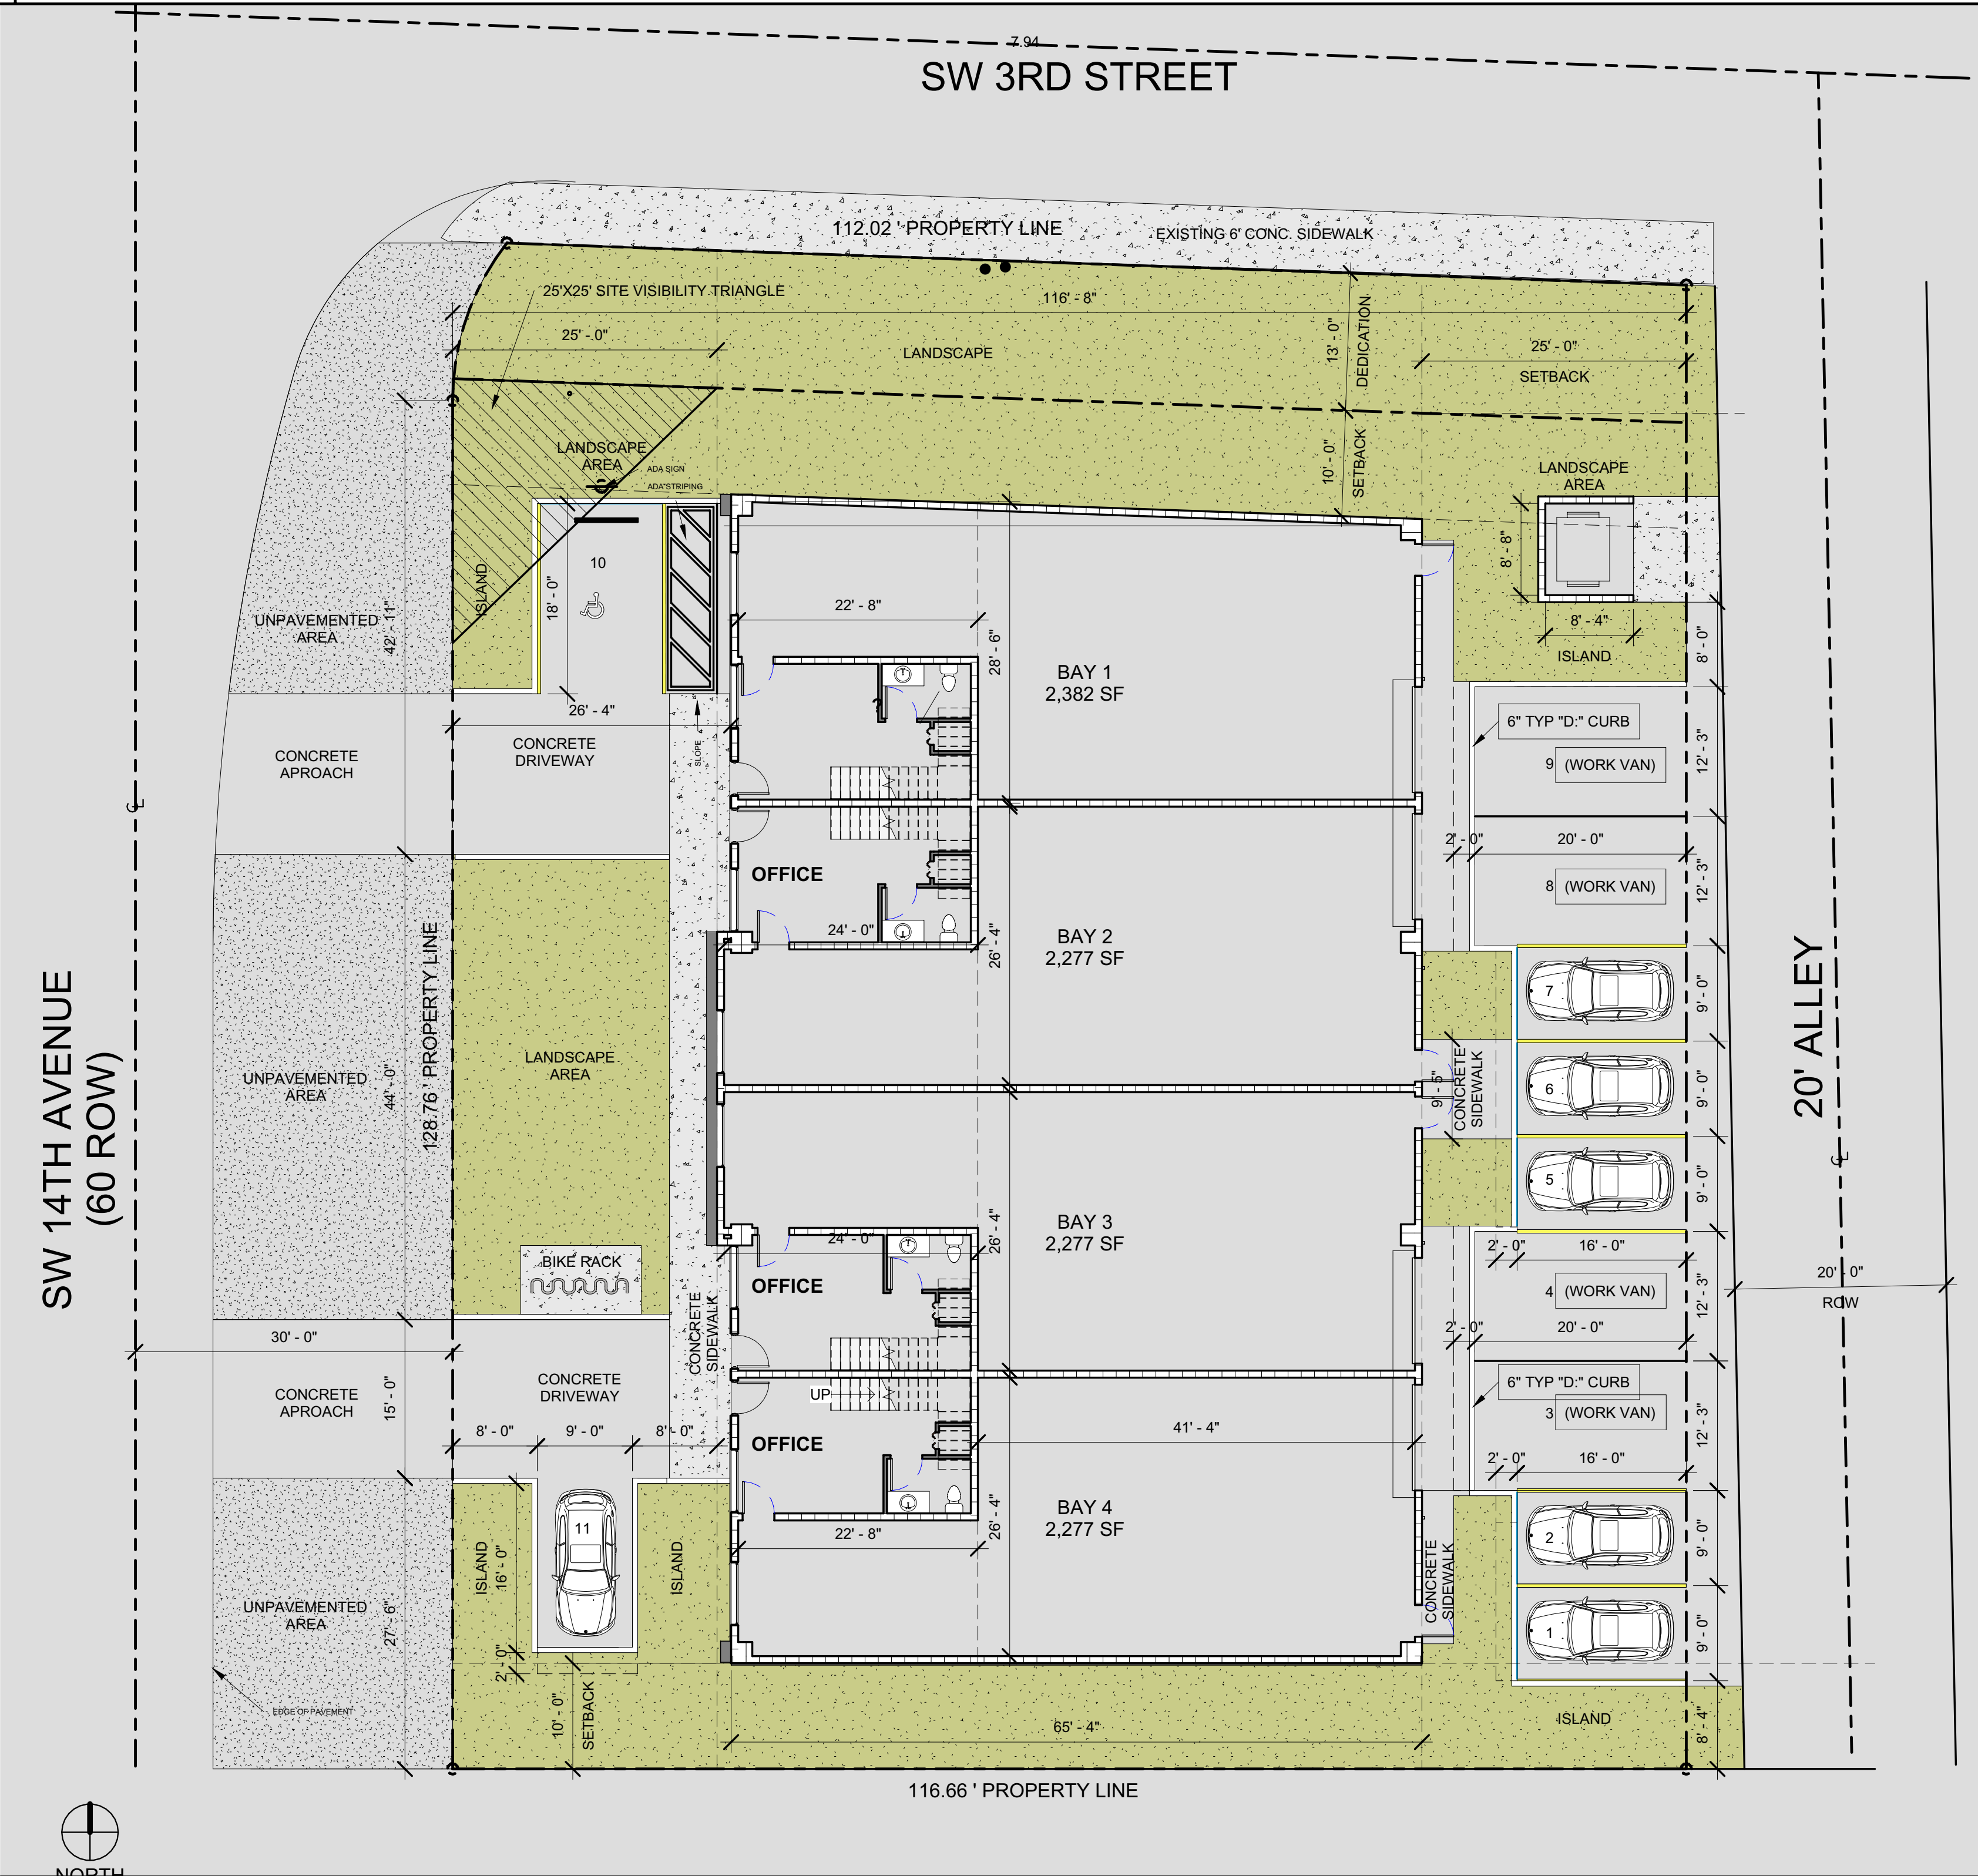 7.94
SW 3RD STREET
112.02 ' PROPERTY LINE
EXISTING 6' CONC. SIDEWALK
25'X25' SITE VISIBILITY TRIANGLE
116' - 8"
25' - 0"
LANDSCAPE
13' - 0"
DEDICATION
25' - 0"
SETBACK
LANDSCAPE
AREA
ADA SIGN
ADA STRIPING
10' - 0"
SETBACK
LANDSCAPE
AREA
ISLAND
18' - 0"
10
8' - 8"
8' - 4"
ISLAND
8' - 0"
UNPAVEMENTED
AREA
42' - 11"
22' - 8"
28' - 6"
BAY 1
2,382 SF
26' - 4"
SLOPE
CONCRETE
APROACH
CONCRETE
DRIVEWAY
6" TYP "D:" CURB
9 (WORK VAN)
12' - 3"
2' - 0"
20' - 0"
8 (WORK VAN)
12' - 3"
OFFICE
24' - 0"
26' - 4"
BAY 2
2,277 SF
7
9' - 0"
SW 14TH AVENUE
(60 ROW)
128.76 ' PROPERTY LINE
UNPAVEMENTED
AREA
44' - 0"
LANDSCAPE
AREA
9' - 5"
CONCRETE
SIDEWALK
6
9' - 0"
5
9' - 0"
20' ALLEY
BAY 3
2,277 SF
26' - 4"
24' - 0"
OFFICE
BIKE RACK
CONCRETE
SIDEWALK
2' - 0"
16' - 0"
4 (WORK VAN)
12' - 3"
20' - 0"
ROW
2' - 0"
20' - 0"
30' - 0"
CONCRETE
APROACH
15' - 0"
CONCRETE
DRIVEWAY
8' - 0"
9' - 0"
8' - 0"
UP
OFFICE
41' - 4"
6" TYP "D:" CURB
3 (WORK VAN)
12' - 3"
2' - 0"
16' - 0"
BAY 4
2,277 SF
26' - 4"
22' - 8"
ISLAND
16' - 0"
11
ISLAND
CONCRETE
SIDEWALK
2
9' - 0"
1
9' - 0"
UNPAVEMENTED
AREA
27' - 6"
2' - 0"
EDGE OF PAVEMENT
10' - 0"
SETBACK
65' - 4"
ISLAND
8' - 4"
116.66 ' PROPERTY LINE
NORTH